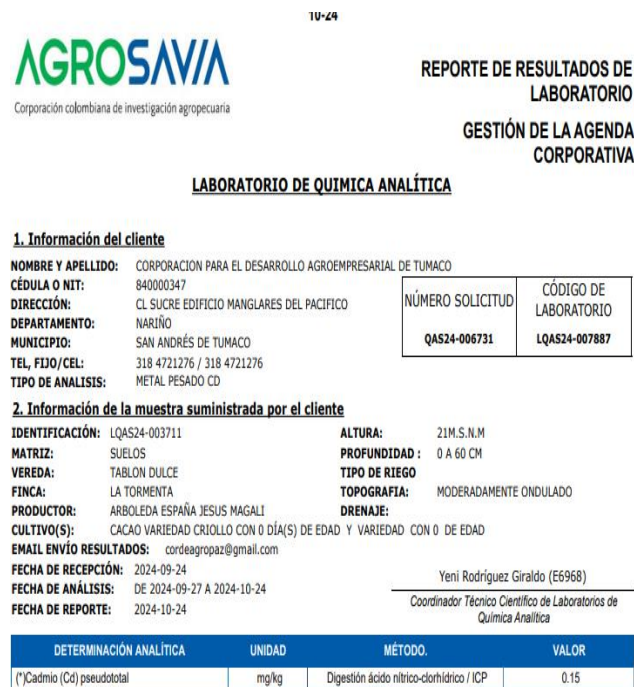 10-24
AGROSAVIA
Corporación colombiana de investigación agropecuaria
REPORTE DE RESULTADOS DE
LABORATORIO
GESTIÓN DE LA AGENDA
CORPORATIVA
LABORATORIO DE QUIMICA ANALÍTICA
1. Información del cliente
NOMBRE Y APELLIDO: CORPORACION PARA EL DESARROLLO AGROEMPRESARIAL DE TUMACO
CÉDULA O NIT: 840000347
DIRECCIÓN: CL SUCRE EDIFICIO MANGLARES DEL PACIFICO
DEPARTAMENTO: NARIÑO
MUNICIPIO: SAN ANDRÉS DE TUMACO
TEL, FIJO/CEL: 318 4721276 / 318 4721276
TIPO DE ANALISIS: METAL PESADO CD
NÚMERO SOLICITUD CÓDIGO DE LABORATORIO
QAS24-006731 LQAS24-007887
2. Información de la muestra suministrada por el cliente
IDENTIFICACIÓN: LQAS24-003711 ALTURA: 21M.S.N.M
MATRIZ: SUELOS PROFUNDIDAD : 0 A 60 CM
VEREDA: TABLON DULCE TIPO DE RIEGO
FINCA: LA TORMENTA TOPOGRAFIA: MODERADAMENTE ONDULADO
PRODUCTOR: ARBOLEDA ESPAÑA JESUS MAGALI DRENAJE:
CULTIVO(S): CACAO VARIEDAD CRIOLLO CON 0 DÍA(S) DE EDAD Y VARIEDAD CON 0 DE EDAD
EMAIL ENVÍO RESULTADOS: cordeagropaz@gmail.com
FECHA DE RECEPCIÓN: 2024-09-24
FECHA DE ANÁLISIS: DE 2024-09-27 A 2024-10-24
FECHA DE REPORTE: 2024-10-24
Yeni Rodríguez Giraldo (E6968)
Coordinador Técnico Científico de Laboratorios de
Química Analítica
DETERMINACIÓN ANALÍTICA UNIDAD MÉTODO. VALOR
(*)Cadmio (Cd) pseudototal mg/kg Digestión ácido nítrico-clorhídrico / ICP 0.15